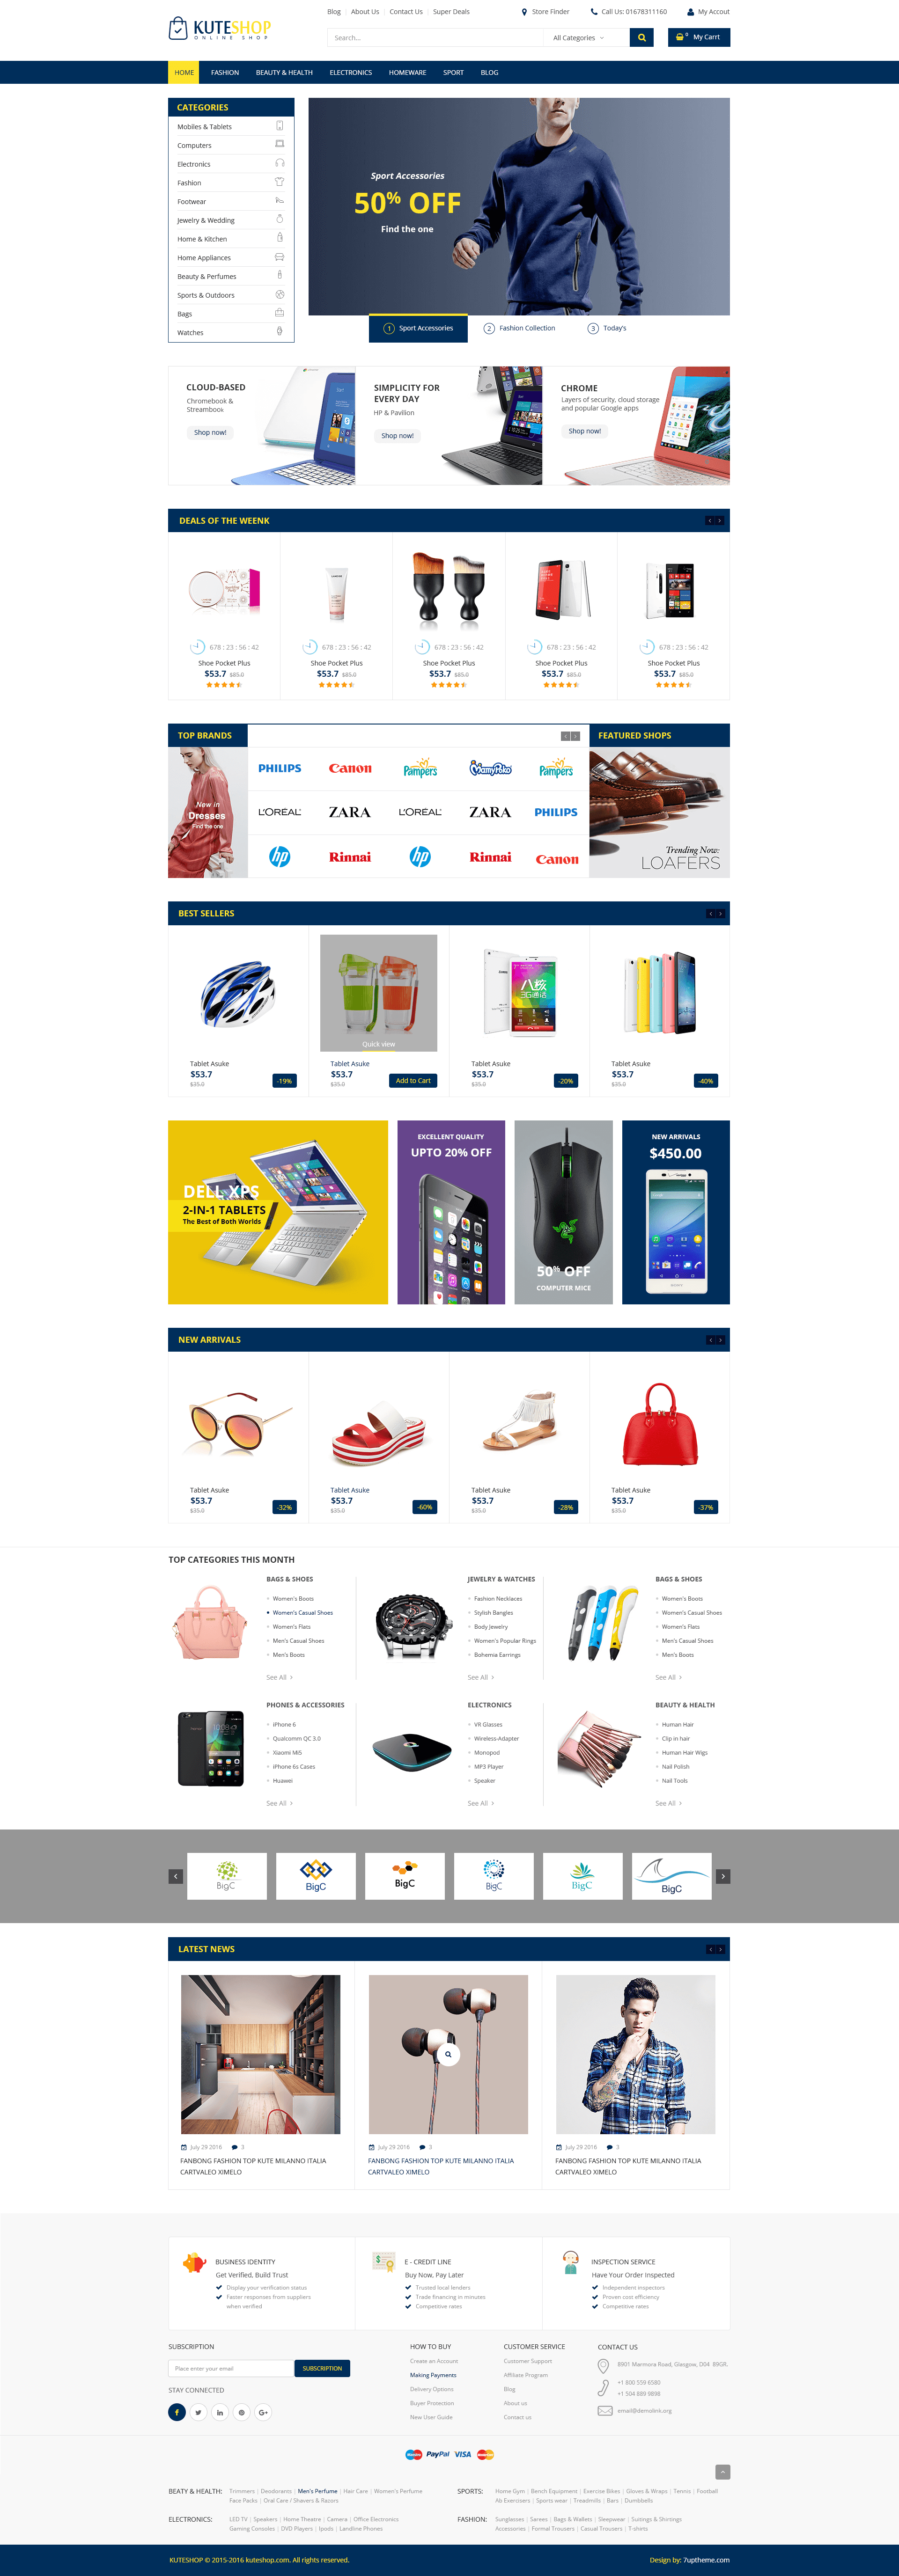 KUTESHOP
ONLINE SHOP
Blog About Us Contact Us Super Deals
Store Finder
Call Us: 01678311160
My Accout
Search...
All Categories
0 My Carrt
HOME FASHION BEAUTY & HEALTH ELECTRONICS HOMEWARE SPORT BLOG
CATEGORIES
Mobiles & Tablets
Computers
Electronics
Fashion
Footwear
Jewelry & Wedding
Home & Kitchen
Home Appliances
Beauty & Perfumes
Sports & Outdoors
Bags
Watches
Sport Accessories
50% OFF
Find the one
1 Sport Accessories
2 Fashion Collection
3 Today's
CLOUD-BASED
Chromebook &
Streambook
Shop now!
SIMPLICITY FOR
EVERY DAY
HP & Pavilion
Shop now!
CHROME
Layers of security, cloud storage
and popular Google apps
Shop now!
DEALS OF THE WEENK
678 : 23 : 56 : 42
Shoe Pocket Plus
$53.7 $85.0
678 : 23 : 56 : 42
Shoe Pocket Plus
$53.7 $85.0
678 : 23 : 56 : 42
Shoe Pocket Plus
$53.7 $85.0
678 : 23 : 56 : 42
Shoe Pocket Plus
$53.7 $85.0
678 : 23 : 56 : 42
Shoe Pocket Plus
$53.7 $85.0
TOP BRANDS
New in
Dresses
Find the one
PHILIPS Canon Pampers MamyPoko Pampers
L'ORÉAL ZARA L'ORÉAL ZARA PHILIPS
hp Rinnai hp Rinnai Canon
FEATURED SHOPS
Trending Now:
LOAFERS
BEST SELLERS
Tablet Asuke
$53.7
$35.0
-19%
Quick view
Tablet Asuke
$53.7
$35.0
Add to Cart
八核
3G通话
Tablet Asuke
$53.7
$35.0
-20%
Tablet Asuke
$53.7
$35.0
-40%
DELL XPS
2-IN-1 TABLETS
The Best of Both Worlds
EXCELLENT QUALITY
UPTO 20% OFF
50% OFF
COMPUTER MICE
NEW ARRIVALS
$450.00
SONY
NEW ARRIVALS
Tablet Asuke
$53.7
$35.0
-32%
Tablet Asuke
$53.7
$35.0
-60%
Tablet Asuke
$53.7
$35.0
-28%
Tablet Asuke
$53.7
$35.0
-37%
TOP CATEGORIES THIS MONTH
BAGS & SHOES
Women's Boots
Women's Casual Shoes
Women's Flats
Men's Casual Shoes
Men's Boots
See All
JEWELRY & WATCHES
Fashion Necklaces
Stylish Bangles
Body Jewelry
Women's Popular Rings
Bohemia Earrings
See All
BAGS & SHOES
Women's Boots
Women's Casual Shoes
Women's Flats
Men's Casual Shoes
Men's Boots
See All
PHONES & ACCESSORIES
iPhone 6
Qualcomm QC 3.0
Xiaomi Mi5
iPhone 6s Cases
Huawei
See All
ELECTRONICS
VR Glasses
Wireless-Adapter
Monopod
MP3 Player
Speaker
See All
BEAUTY & HEALTH
Human Hair
Clip in hair
Human Hair Wigs
Nail Polish
Nail Tools
See All
BigC BigC BigC BigC BigC BigC
LATEST NEWS
July 29 2016 3
FANBONG FASHION TOP KUTE MILANNO ITALIA
CARTVALEO XIMELO
July 29 2016 3
FANBONG FASHION TOP KUTE MILANNO ITALIA
CARTVALEO XIMELO
July 29 2016 3
FANBONG FASHION TOP KUTE MILANNO ITALIA
CARTVALEO XIMELO
BUSINESS IDENTITY
Get Verified, Build Trust
Display your verification status
Faster responses from suppliers
when verified
E - CREDIT LINE
Buy Now, Pay Later
Trusted local lenders
Trade financing in minutes
Competitive rates
INSPECTION SERVICE
Have Your Order Inspected
Independent inspectors
Proven cost efficiency
Competitive rates
SUBSCRIPTION
Place enter your email
SUBSCRIPTION
STAY CONNECTED
HOW TO BUY
Create an Account
Making Payments
Delivery Options
Buyer Protection
New User Guide
CUSTOMER SERVICE
Customer Support
Affiliate Program
Blog
About us
Contact us
CONTACT US
8901 Marmora Road, Glasgow, D04 89GR.
+1 800 559 6580
+1 504 889 9898
email@demolink.org
Maestro PayPal VISA MasterCard
BEATY & HEALTH: Trimmers | Deodorants | Men's Perfume | Hair Care | Women's Perfume
Face Packs | Oral Care / Shavers & Razors
SPORTS: Home Gym | Bench Equipment | Exercise Bikes | Gloves & Wraps | Tennis | Football
Ab Exercisers | Sports wear | Treadmills | Bars | Dumbbells
ELECTRONICS: LED TV | Speakers | Home Theatre | Camera | Office Electronics
Gaming Consoles | DVD Players | Ipods | Landline Phones
FASHION: Sunglasses | Sarees | Bags & Wallets | Sleepwear | Suitings & Shirtings
Accessories | Formal Trousers | Casual Trousers | T-shirts
KUTESHOP © 2015-2016 kuteshop.com. All rights reserved.
Design by: 7uptheme.com